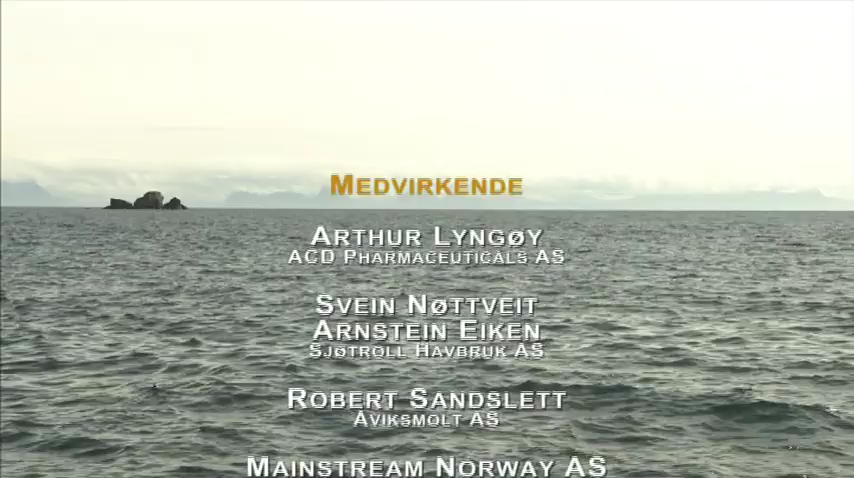 MEDVIRKENDE
ARTHUR LYNGØY
ACD PHARMACEUTICALS AS
SVEIN NØTTVEIT
ARNSTEIN EIKEN
SJØTROLL HAVBRUK AS
ROBERT SANDSLETT
ÅVIKSMOLT AS
MAINSTREAM NORWAY AS